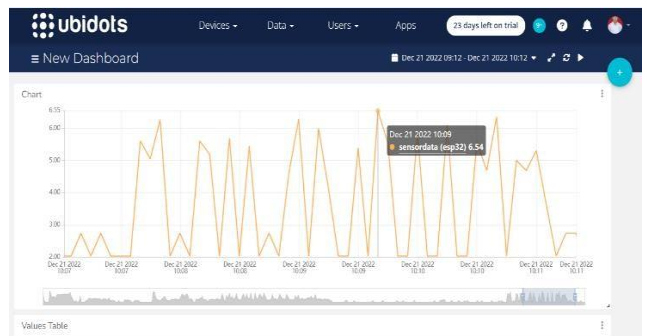 ubidots Devices Data Users Apps 23 days left on trial
New Dashboard Dec 21 2022 09:12 - Dec 21 2022 10:12
Chart
6.55
6.00
Dec 21 2022 10:09
sensordata (esp32) 6.54
5.00
4.00
3.00
2.00
Dec 21 2022 Dec 21 2022 Dec 21 2022 Dec 21 2022 Dec 21 2022 Dec 21 2022 Dec 21 2022 Dec 21 2022 Dec 21 2022 Dec 21 2022
10:07 10:07 10:08 10:08 10:09 10:09 10:10 10:10 10:11 10:11
Values Table